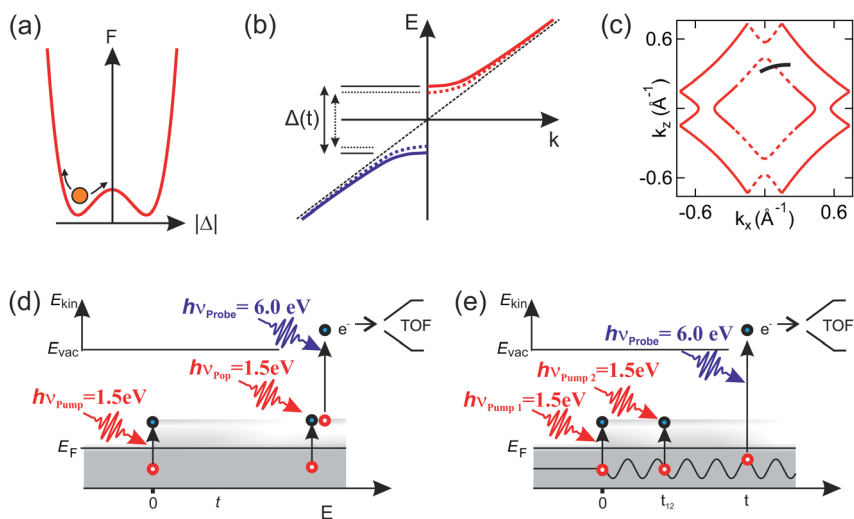 (a)
F
|Δ|
(b)
E
Δ(t)
k
(c)
0.6
-0.6
k_z (Å⁻¹)
-0.6
0.6
k_x (Å⁻¹)
(d)
E_kin
E_vac
hν_Probe= 6.0 eV
e⁻
TOF
hν_Pop=1.5eV
hν_Pump=1.5eV
E_F
0
t
E
(e)
E_kin
E_vac
hν_Probe= 6.0 eV
e⁻
TOF
hν_Pump 2=1.5eV
hν_Pump 1=1.5eV
E_F
0
t₁₂
t